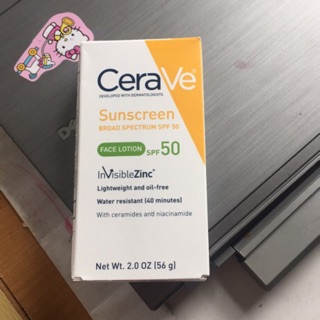 CeraVe
DEVELOPED WITH DERMATOLOGISTS
Sunscreen
BROAD SPECTRUM SPF 50
FACE LOTION SPF 50
InVisibleZinc®
Lightweight and oil-free
Water resistant (40 minutes)
With ceramides and niacinamide
Net Wt. 2.0 OZ (56 g)